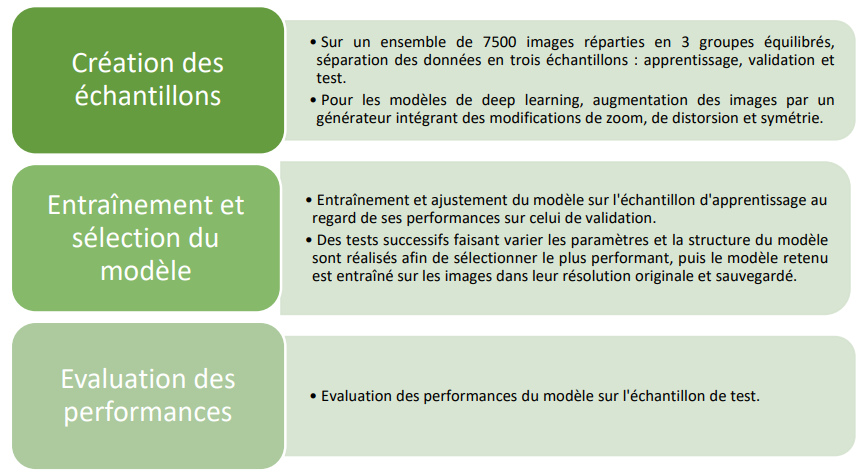 Création des
échantillons
• Sur un ensemble de 7500 images réparties en 3 groupes équilibrés,
séparation des données en trois échantillons : apprentissage, validation et
test.
• Pour les modèles de deep learning, augmentation des images par un
générateur intégrant des modifications de zoom, de distorsion et symétrie.
Entraînement et
sélection du
modèle
• Entraînement et ajustement du modèle sur l'échantillon d'apprentissage au
regard de ses performances sur celui de validation.
• Des tests successifs faisant varier les paramètres et la structure du modèle
sont réalisés afin de sélectionner le plus performant, puis le modèle retenu
est entraîné sur les images dans leur résolution originale et sauvegardé.
Evaluation des
performances
• Evaluation des performances du modèle sur l'échantillon de test.